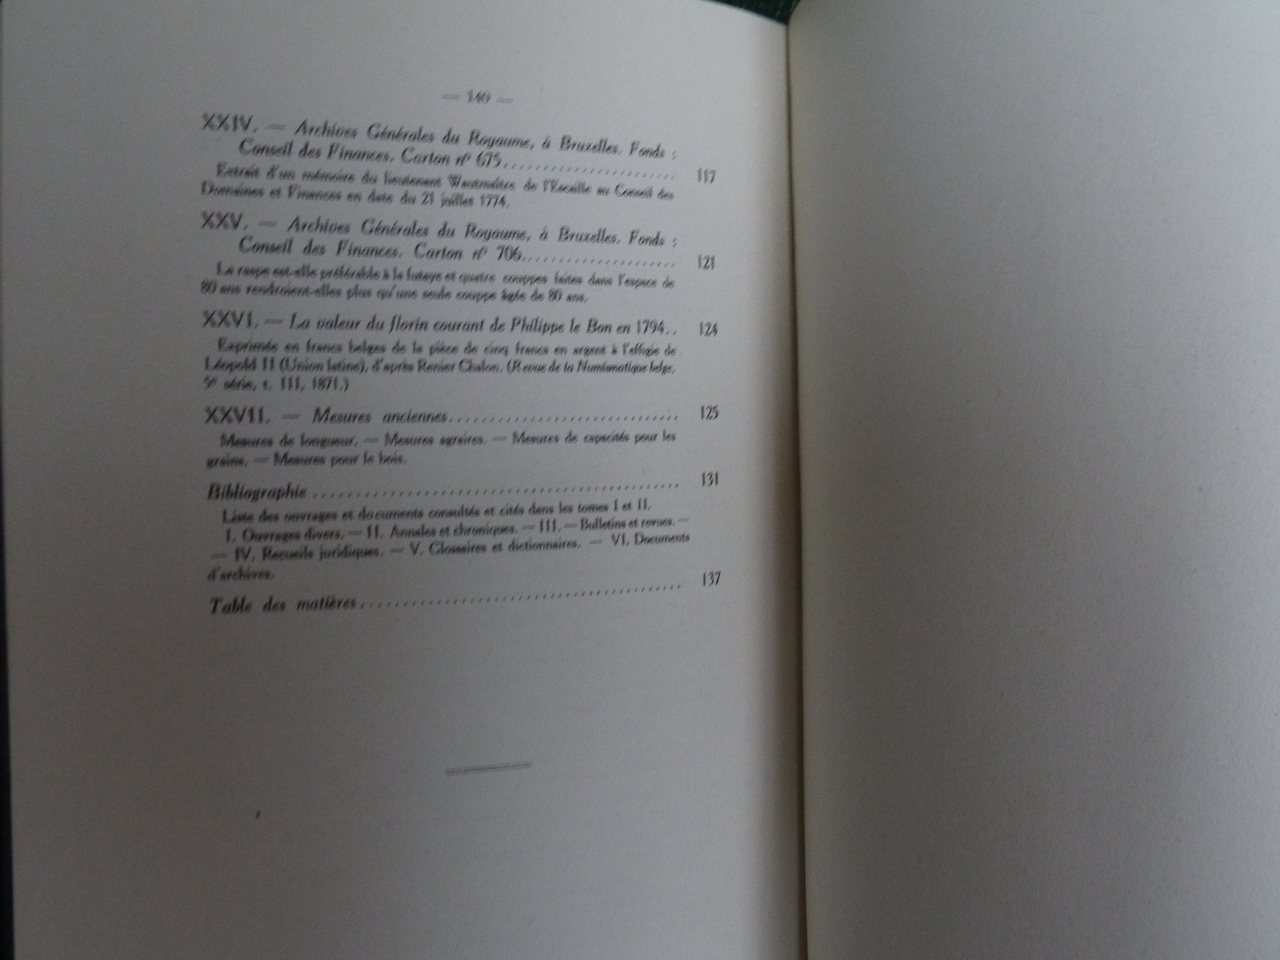 — 140 —
XXIV. — Archives Générales du Royaume, à Bruxelles. Fonds :
Conseil des Finances. Carton nº 675. 117
Extrait d'un mémoire du lieutenant Wautmaître de l'Escaille au Conseil des
Domaines et Finances en date du 21 juillet 1774.
XXV. — Archives Générales du Royaume, à Bruxelles. Fonds :
Conseil des Finances. Carton nº 706. 121
La raspe est-elle préférable à la futaye et quatre couppes faites dans l'espace de
80 ans rendroient-elles plus qu'une seule couppe âgée de 80 ans.
XXVI. — La valeur du florin courant de Philippe le Bon en 1794. 124
Exprimée en francs belges de la pièce de cinq francs en argent à l'effigie de
Léopold II (Union latine), d'après Renier Chalon. (Revue de la Numismatique belge,
5e série, t. III, 1871.)
XXVII. — Mesures anciennes. 125
Mesures de longueur. — Mesures agraires. — Mesures de capacités pour les
grains. — Mesures pour le bois.
Bibliographie 131
Liste des ouvrages et documents consultés et cités dans les tomes I et II.
I. Ouvrages divers. — II. Annales et chroniques. — III. — Bulletins et revues. —
— IV. Recueils juridiques. — V. Glossaires et dictionnaires. — VI. Documents
d'archives.
Table des matières 137